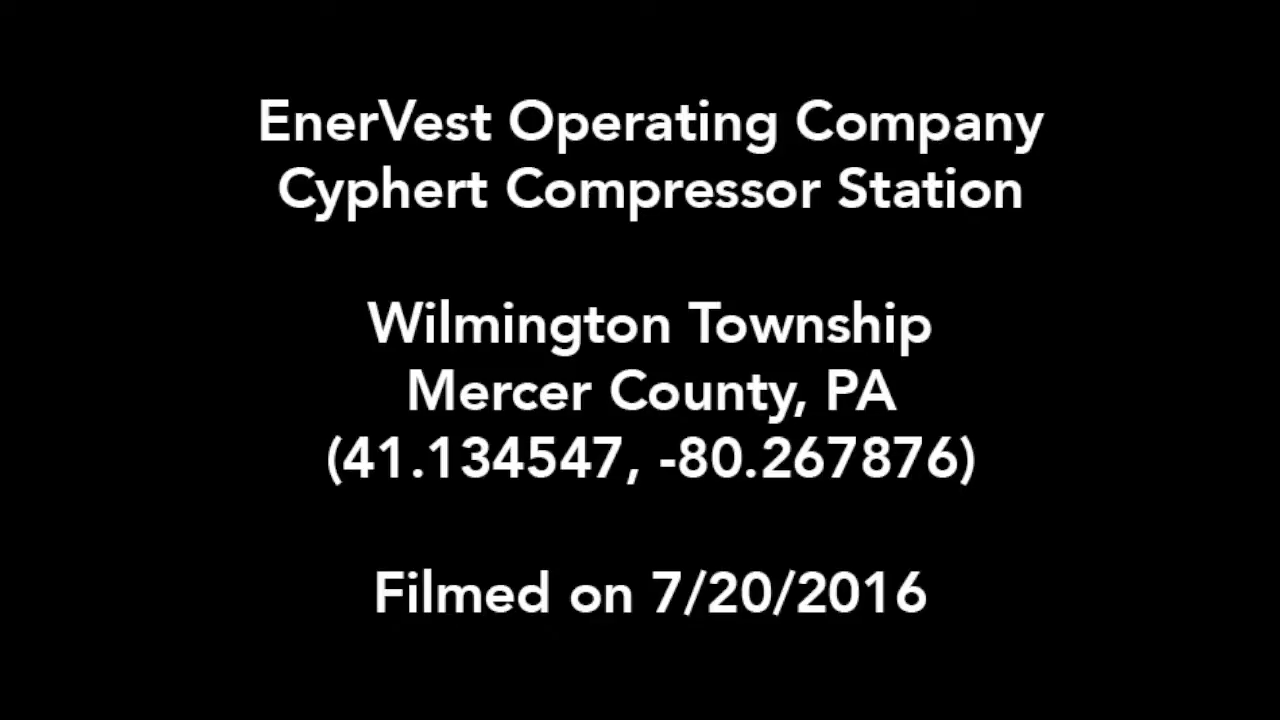 EnerVest Operating Company
Cyphert Compressor Station
Wilmington Township
Mercer County, PA
(41.134547, -80.267876)
Filmed on 7/20/2016